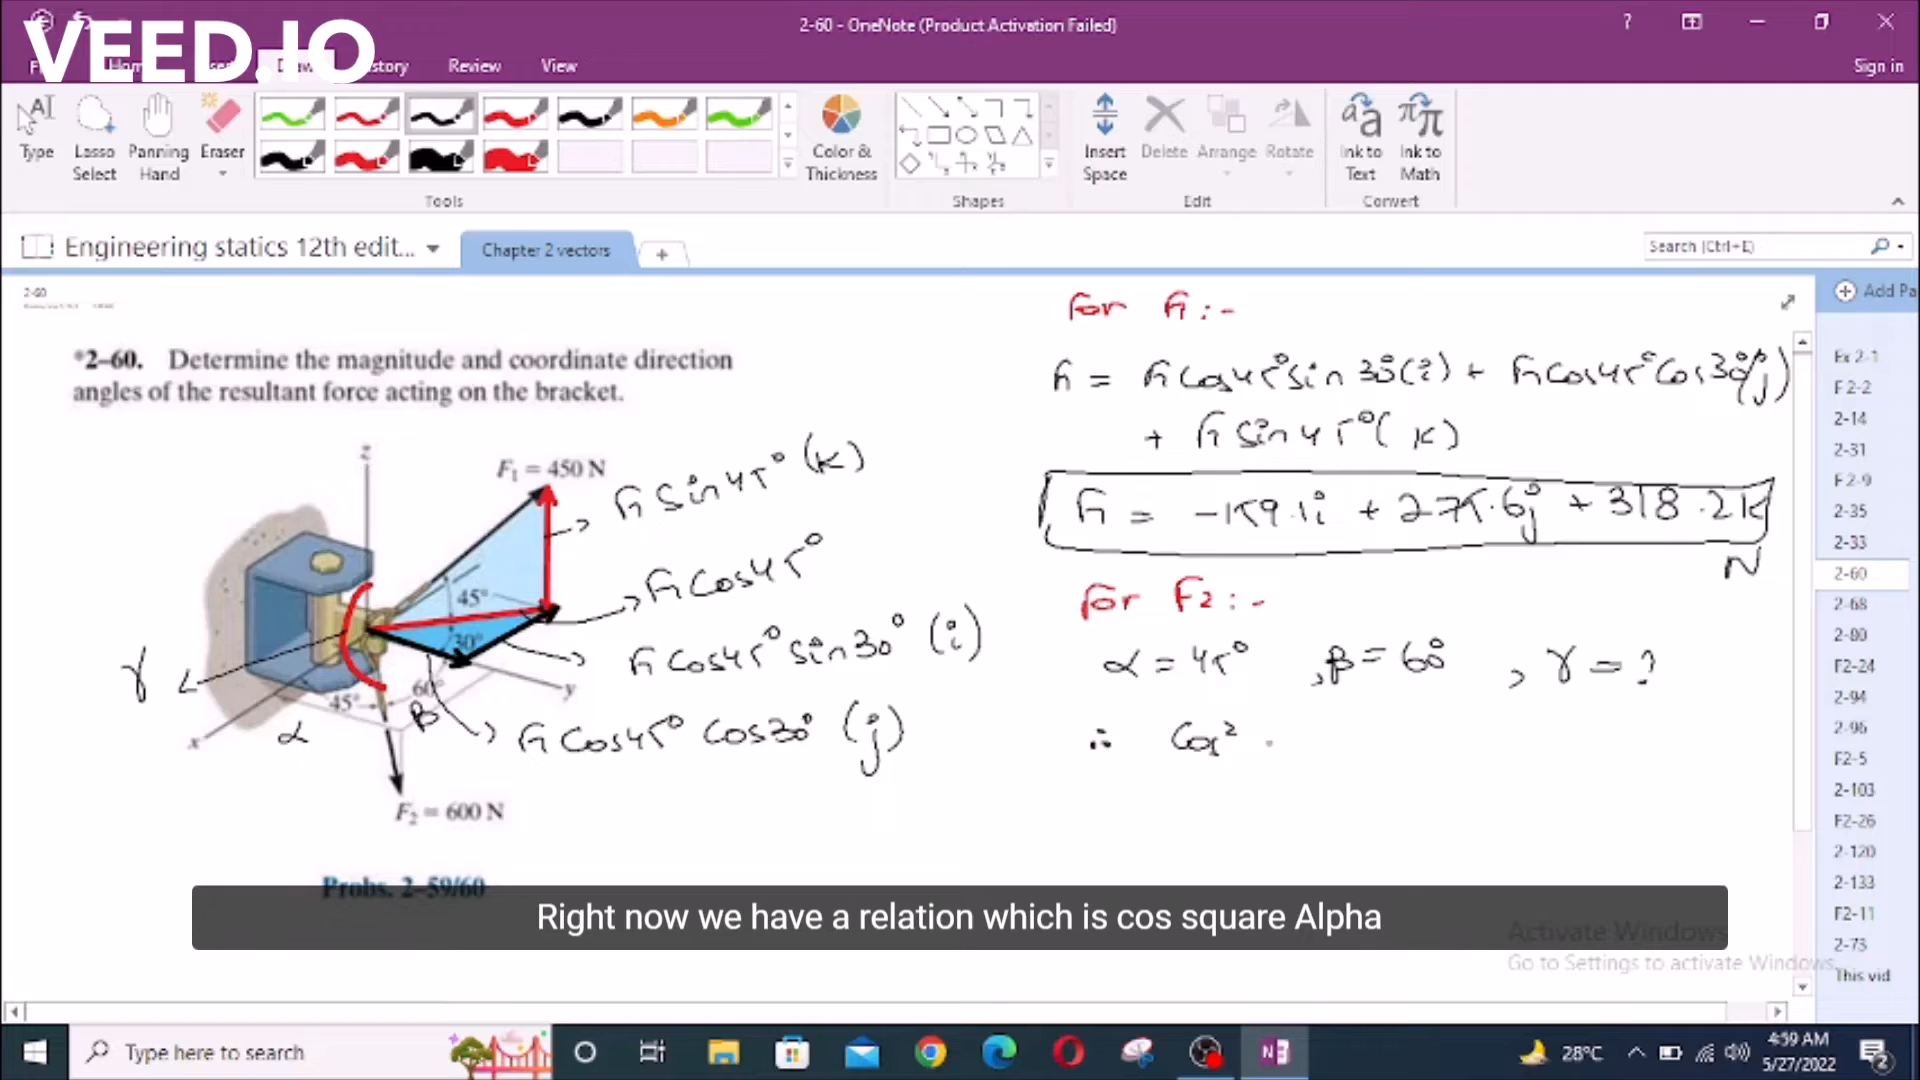 2-60 - OneNote (Product Activation Failed)
VEED.IO
Review
View
Sign in
Type
Lasso Select
Panning Hand
Eraser
Color & Thickness
Insert Space
Delete
Arrange
Rotate
Ink to Text
Ink to Math
Tools
Shapes
Edit
Convert
Engineering statics 12th edit...
Chapter 2 vectors
Search (Ctrl+E)
Add Pa
2-60
*2-60. Determine the magnitude and coordinate direction
angles of the resultant force acting on the bracket.
z
F₁ = 450 N
F₁ sin45° (k)
45°
F₁ cos45°
30°
F₁ cos45° sin30° (i)
γ
60°
y
45°
β
F₁ cos45° cos30° (j)
x
α
F₂ = 600 N
Probs. 2-59/60
For F₁ :-
F₁ = F₁ cos45° sin 30° (i) + F₁ cos45° cos30° (j)
+ F₁ sin45° (k)
F₁ = -159.1i + 275.6j + 318.2k
N
For F2 :-
α = 45° , β = 60° , γ = ?
∴ Cos²
Right now we have a relation which is cos square Alpha
Activate Windows
Go to Settings to activate Windows.
Ex 2-1
F 2-2
2-14
2-31
F 2-9
2-35
2-33
2-60
2-68
2-80
F2-24
2-94
2-96
F2-5
2-103
F2-26
2-120
2-133
F2-11
2-73
This vid
Type here to search
28°C
4:59 AM
5/27/2022
2